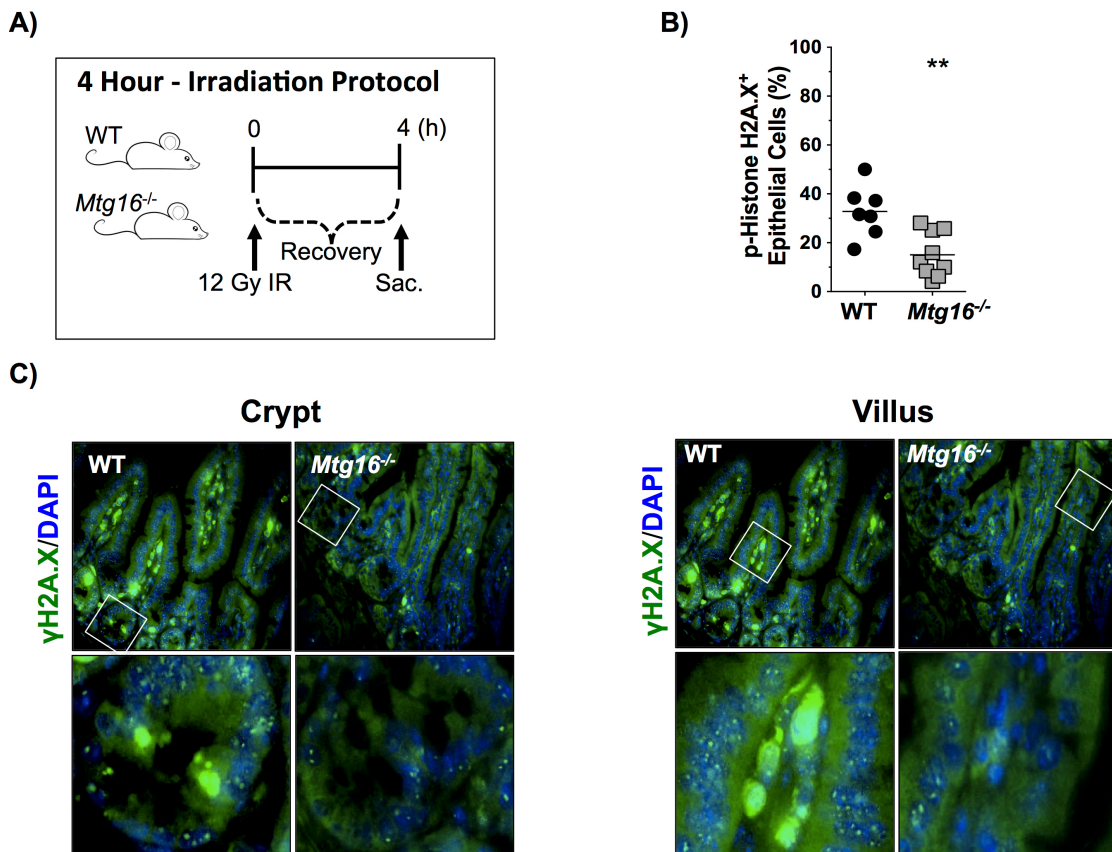 A)
4 Hour - Irradiation Protocol
WT
Mtg16-/-
0
4 (h)
Recovery
12 Gy IR
Sac.
B)
p-Histone H2A.X+
Epithelial Cells (%)
100
80
60
40
20
0
**
WT
Mtg16-/-
C)
Crypt
γH2A.X/DAPI
WT
Mtg16-/-
Villus
γH2A.X/DAPI
WT
Mtg16-/-